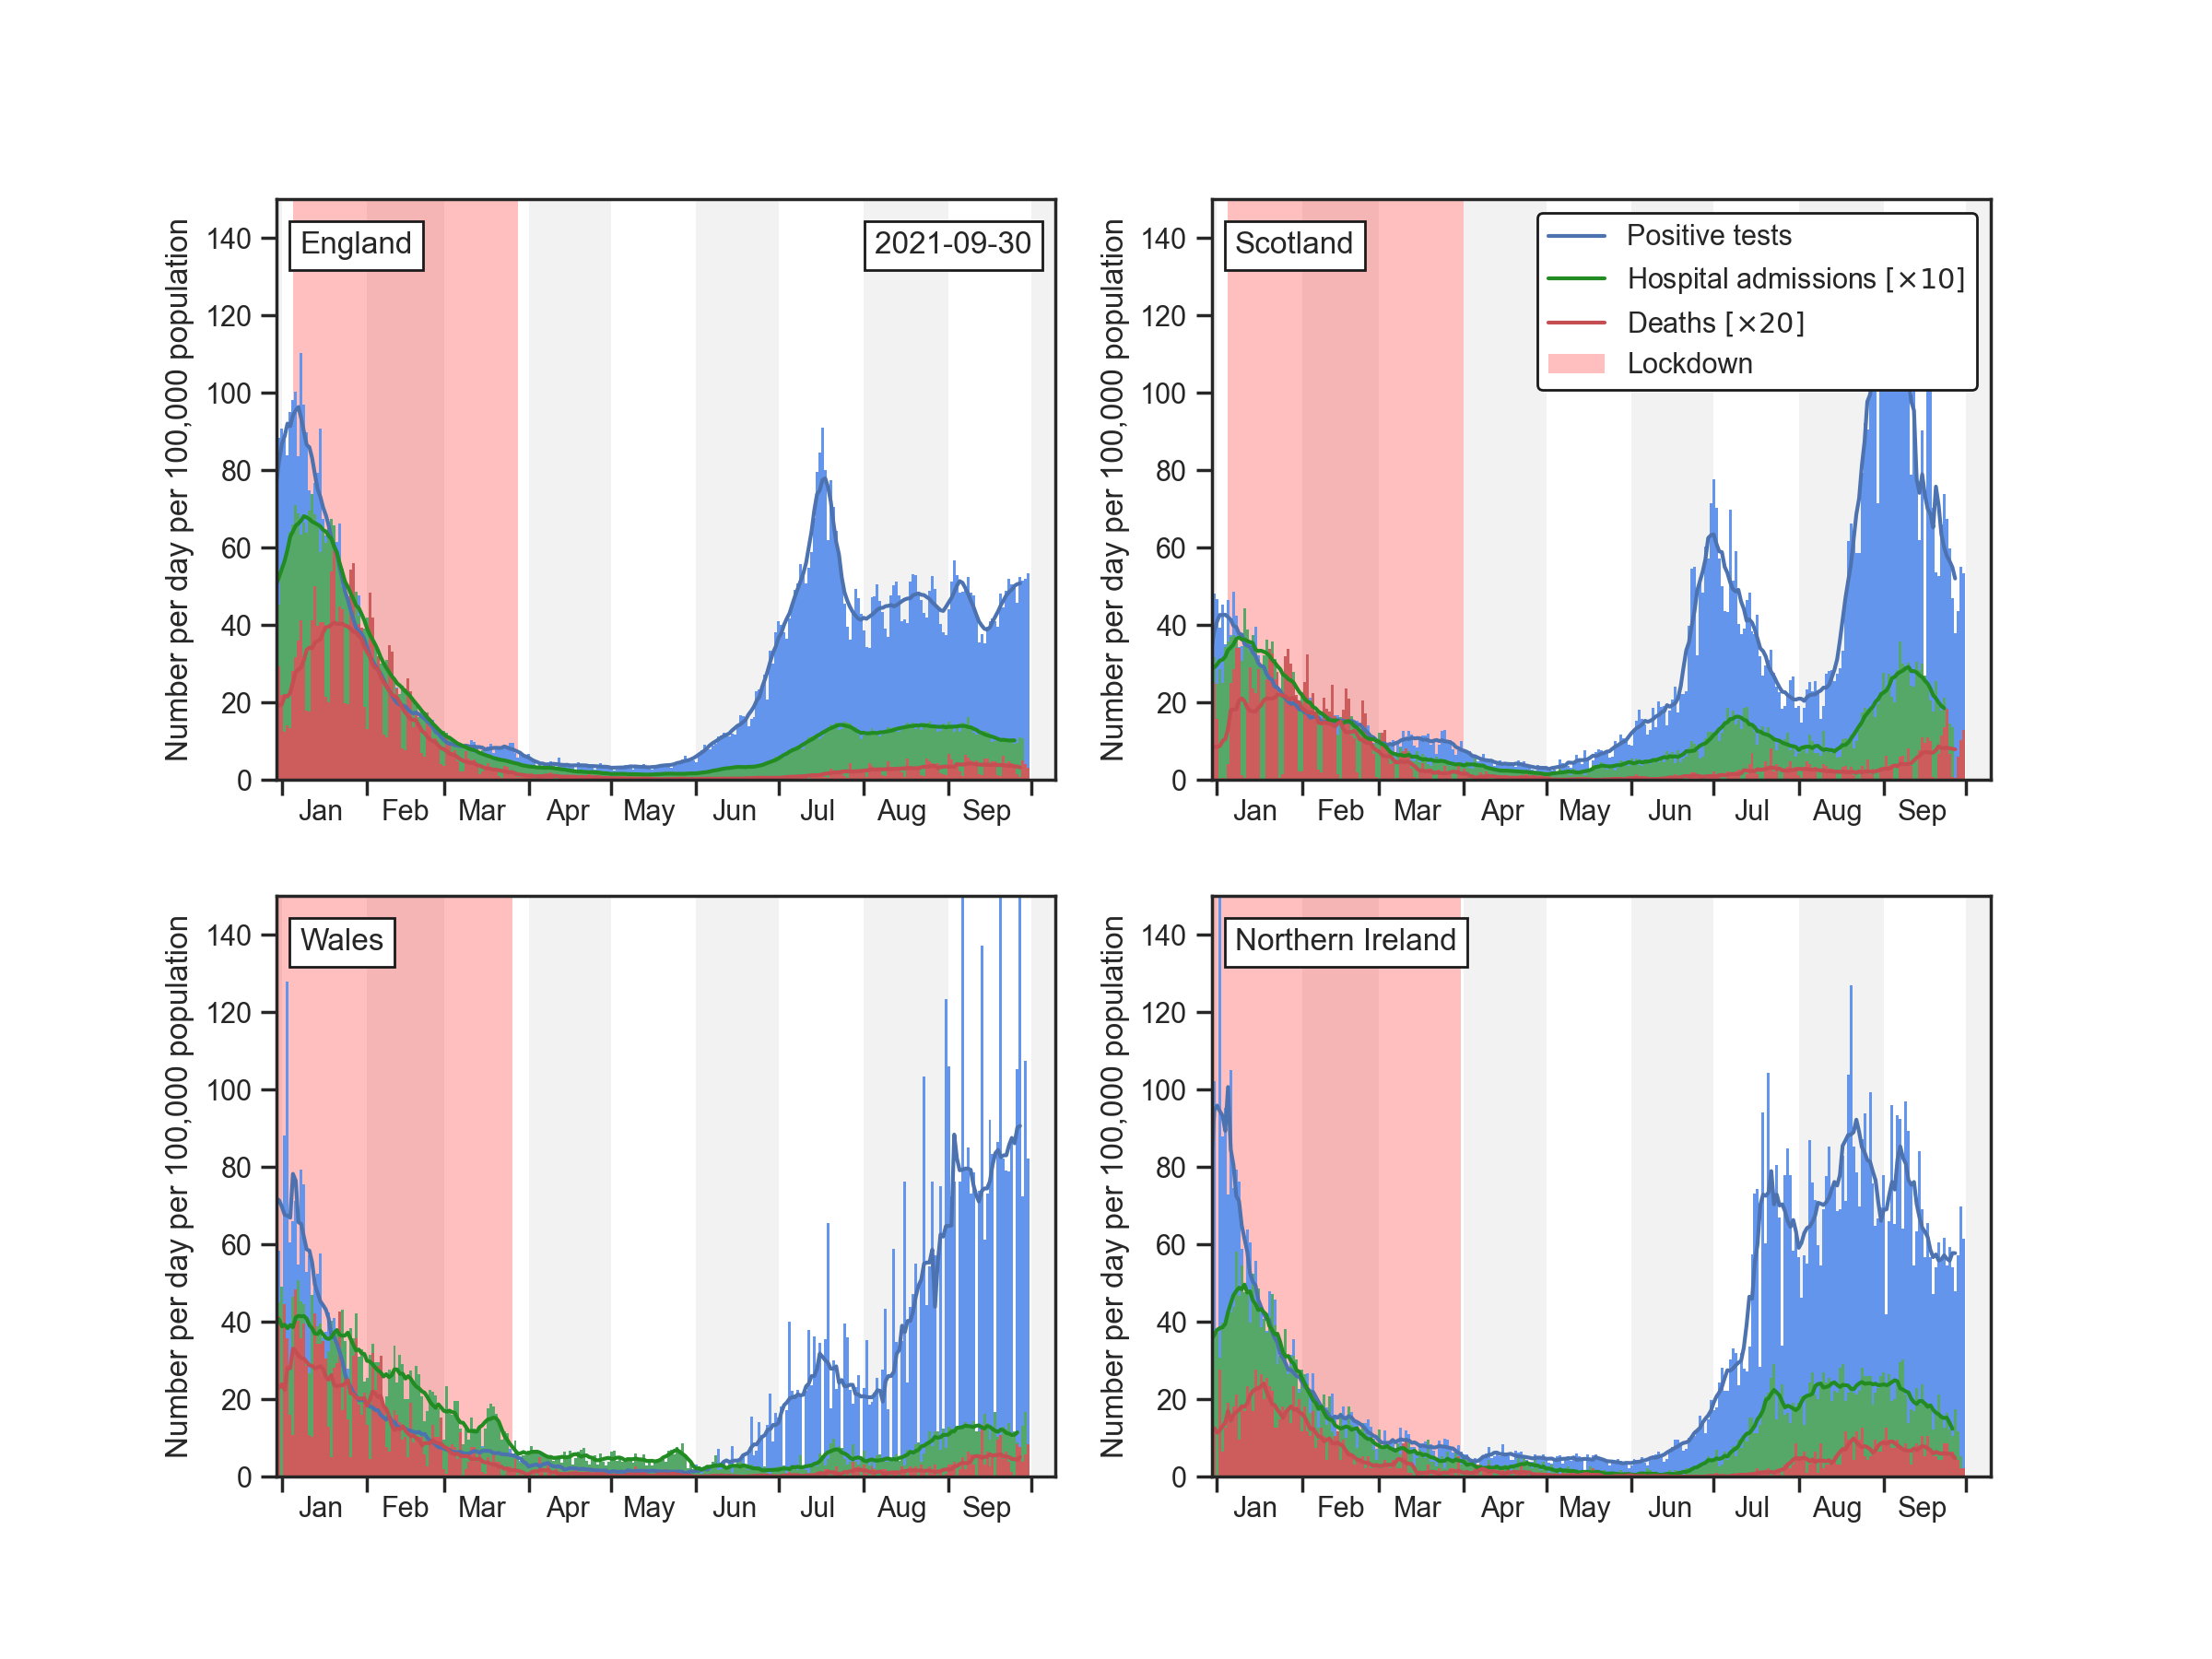 England
2021-09-30
Number per day per 100,000 population
140
120
100
80
60
40
20
0
Jan Feb Mar Apr May Jun Jul Aug Sep
Scotland
Positive tests
Hospital admissions [×10]
Deaths [×20]
Lockdown
Number per day per 100,000 population
140
120
100
80
60
40
20
0
Jan Feb Mar Apr May Jun Jul Aug Sep
Wales
Number per day per 100,000 population
140
120
100
80
60
40
20
0
Jan Feb Mar Apr May Jun Jul Aug Sep
Northern Ireland
Number per day per 100,000 population
140
120
100
80
60
40
20
0
Jan Feb Mar Apr May Jun Jul Aug Sep